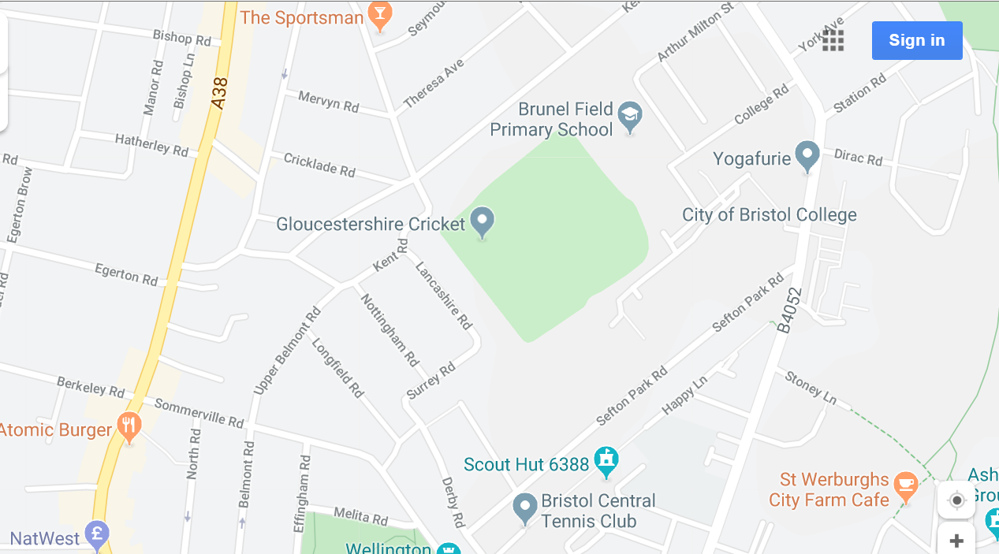 The Sportsman
Seymou
Ke
Arthur Milton St
York Ave
Sign in
Bishop Rd
Manor Rd
Bishop Ln
A38
Mervyn Rd
Theresa Ave
Brunel Field
Primary School
College Rd
Station Rd
Hatherley Rd
Cricklade Rd
Yogafurie
Dirac Rd
Rd
Egerton Brow
Gloucestershire Cricket
City of Bristol College
Kent Rd
Egerton Rd
Lancashire Rd
Nottingham Rd
Sefton Park Rd
B4052
Upper Belmont Rd
Longfield Rd
Surrey Rd
Berkeley Rd
Sommerville Rd
Sefton Park Rd
Happy Ln
Stoney Ln
Atomic Burger
North Rd
Belmont Rd
Effingham Rd
Derby Rd
Scout Hut 6388
St Werburghs
City Farm Cafe
Ash
Grou
Bristol Central
Tennis Club
Melita Rd
NatWest
Wellington